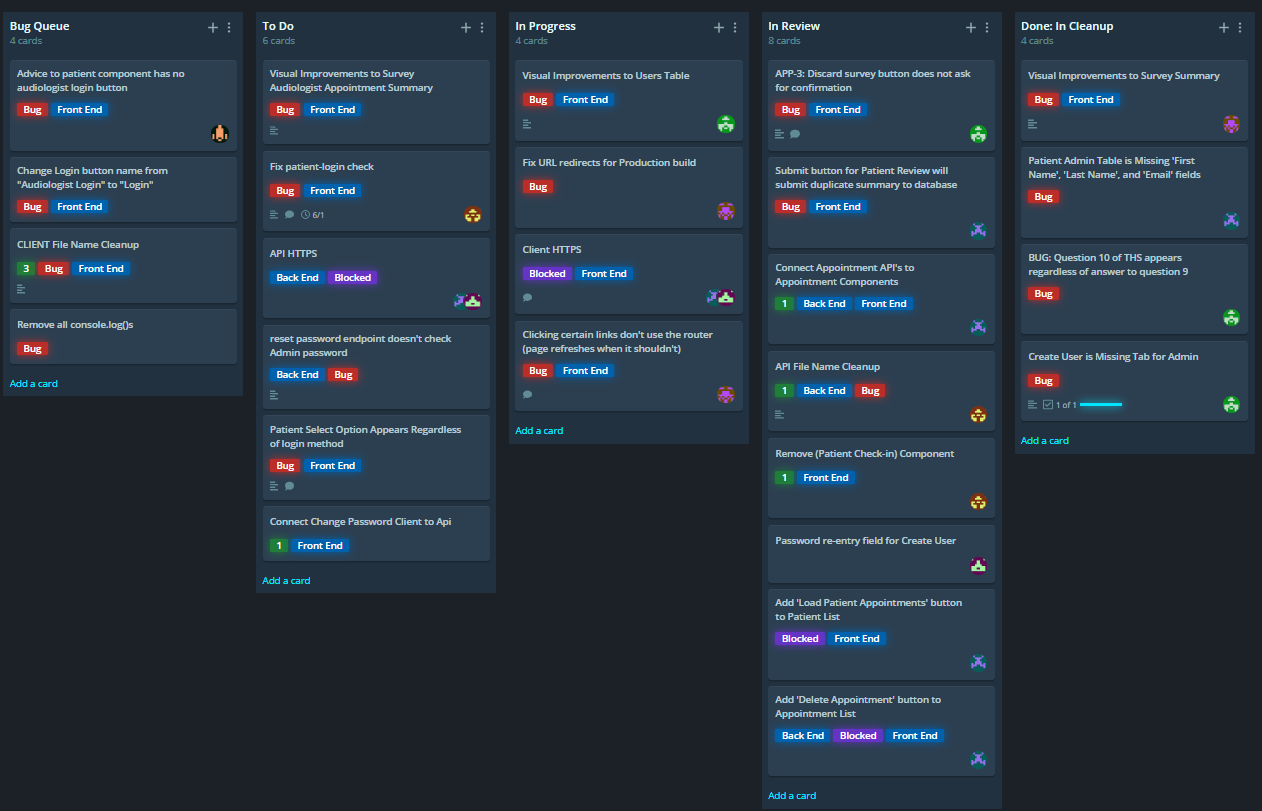 Bug Queue
4 cards
Advice to patient component has no
audiologist login button
Bug Front End
Change Login button name from
"Audiologist Login" to "Login"
Bug Front End
CLIENT File Name Cleanup
3 Bug Front End
Remove all console.log()s
Bug
Add a card
To Do
6 cards
Visual Improvements to Survey
Audiologist Appointment Summary
Bug Front End
Fix patient-login check
Bug Front End
6/1
API HTTPS
Back End Blocked
reset password endpoint doesn't check
Admin password
Back End Bug
Patient Select Option Appears Regardless
of login method
Bug Front End
Connect Change Password Client to Api
1 Front End
Add a card
In Progress
4 cards
Visual Improvements to Users Table
Bug Front End
Fix URL redirects for Production build
Bug
Client HTTPS
Blocked Front End
Clicking certain links don't use the router
(page refreshes when it shouldn't)
Bug Front End
Add a card
In Review
8 cards
APP-3: Discard survey button does not ask
for confirmation
Bug Front End
Submit button for Patient Review will
submit duplicate summary to database
Bug Front End
Connect Appointment API's to
Appointment Components
1 Back End Front End
API File Name Cleanup
1 Back End Bug
Remove (Patient Check-in) Component
1 Front End
Password re-entry field for Create User
Add 'Load Patient Appointments' button
to Patient List
Blocked Front End
Add 'Delete Appointment' button to
Appointment List
Back End Blocked Front End
Add a card
Done: In Cleanup
4 cards
Visual Improvements to Survey Summary
Bug Front End
Patient Admin Table is Missing 'First
Name', 'Last Name', and 'Email' fields
Bug
BUG: Question 10 of THS appears
regardless of answer to question 9
Bug
Create User is Missing Tab for Admin
Bug
1 of 1
Add a card